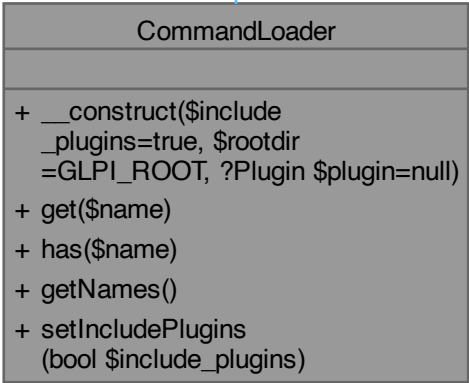 CommandLoader
+ __construct($include
_plugins=true, $rootdir
=GLPI_ROOT, ?Plugin $plugin=null)
+ get($name)
+ has($name)
+ getNames()
+ setIncludePlugins
(bool $include_plugins)